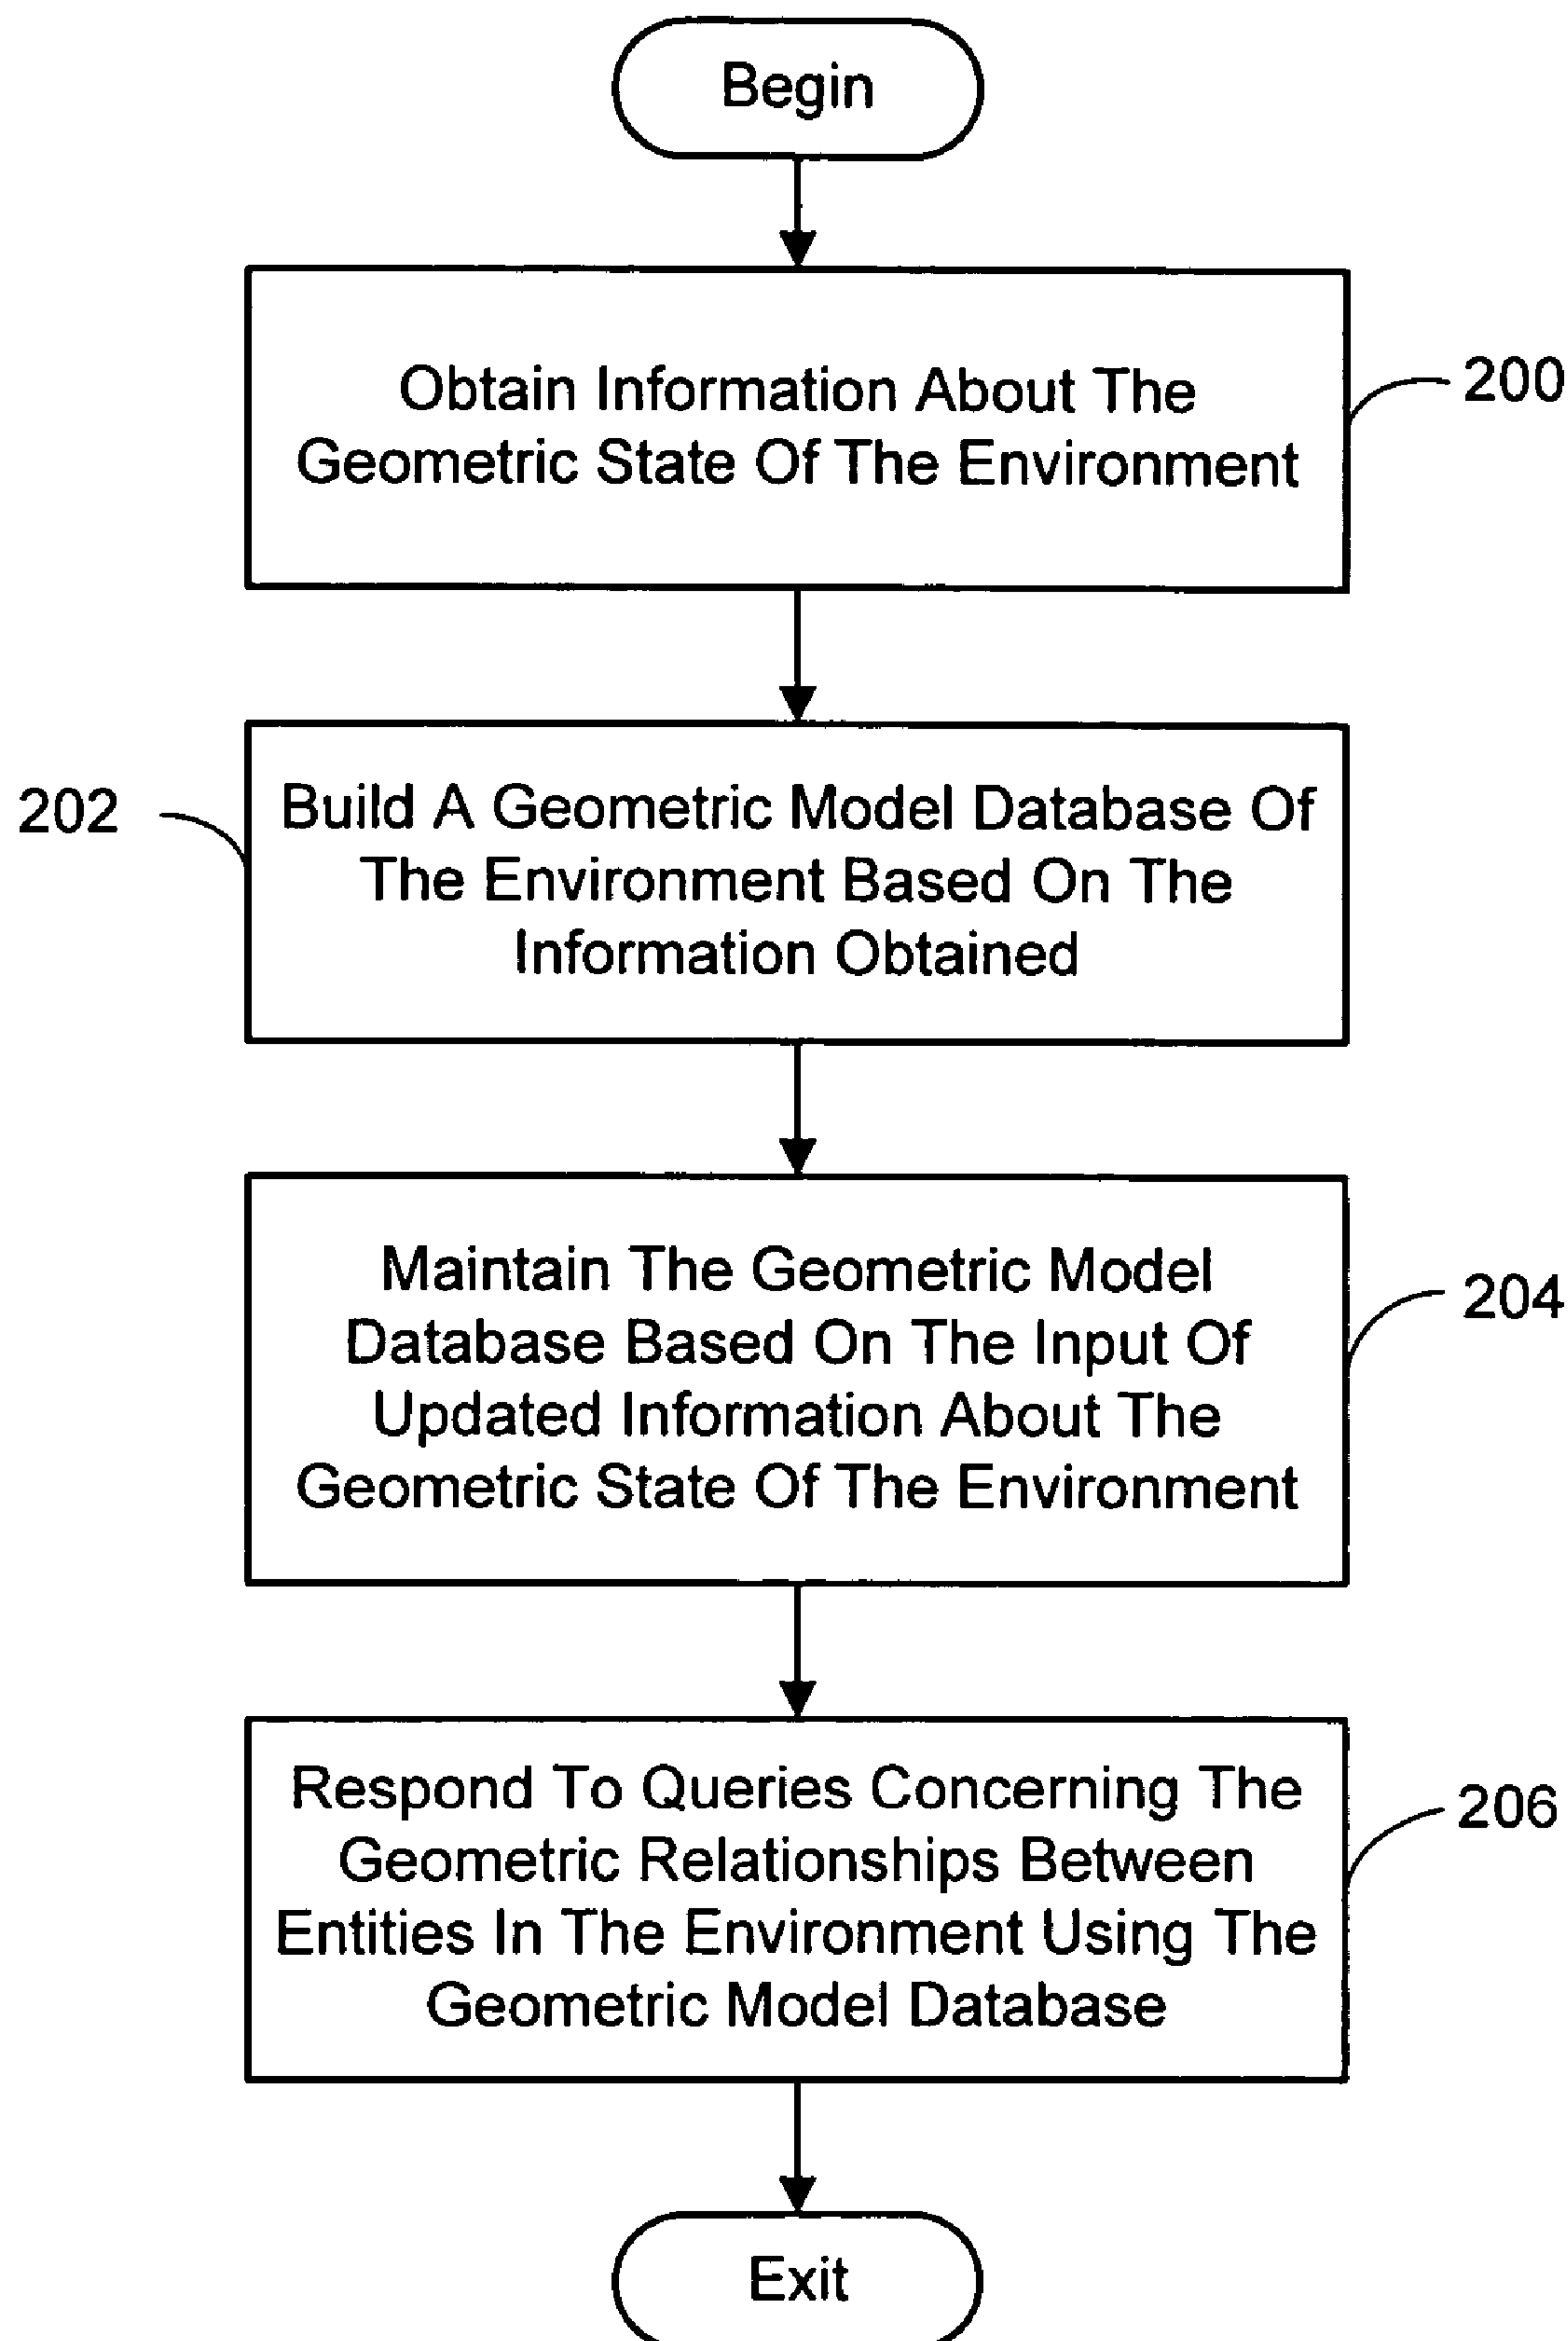 Begin
Obtain Information About The
Geometric State Of The Environment
200
202
Build A Geometric Model Database Of
The Environment Based On The
Information Obtained
Maintain The Geometric Model
Database Based On The Input Of
Updated Information About The
Geometric State Of The Environment
204
Respond To Queries Concerning The
Geometric Relationships Between
Entities In The Environment Using The
Geometric Model Database
206
Exit